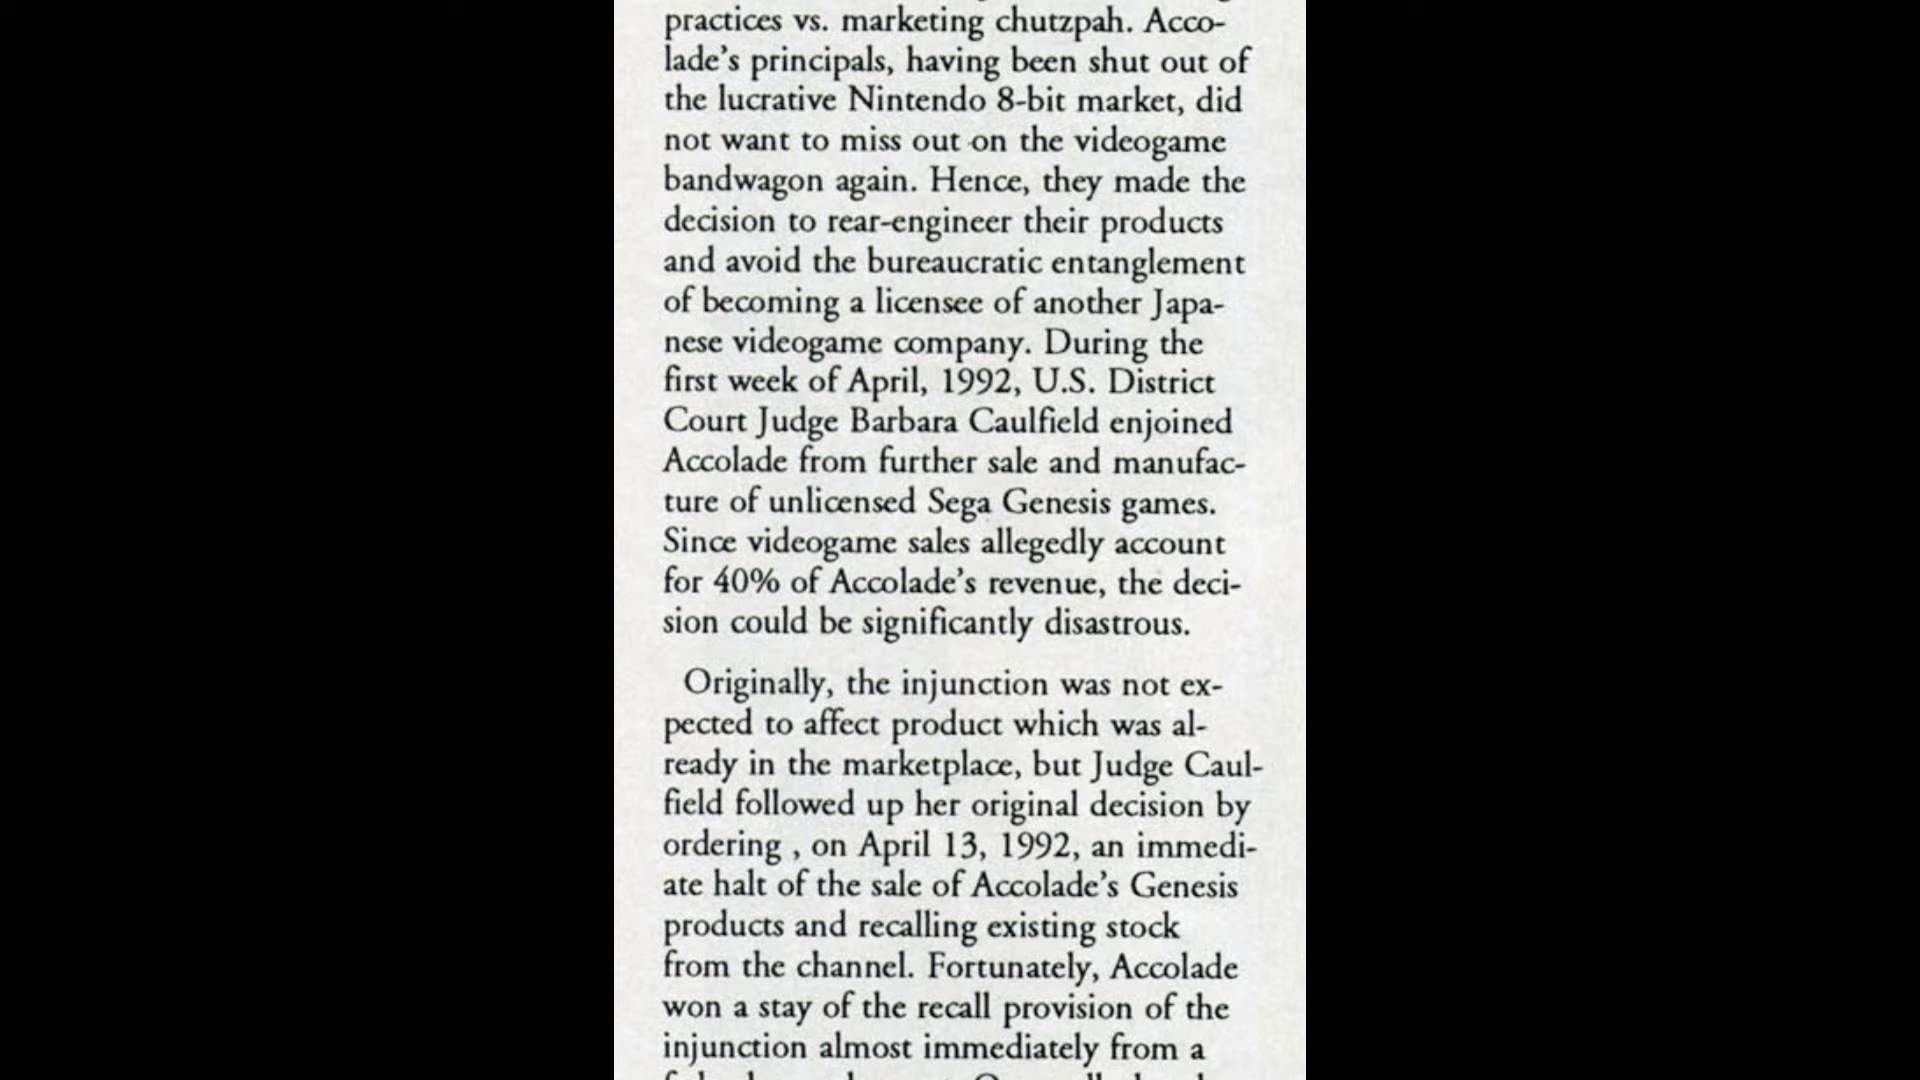 practices vs. marketing chutzpah. Acco-
lade's principals, having been shut out of
the lucrative Nintendo 8-bit market, did
not want to miss out on the videogame
bandwagon again. Hence, they made the
decision to rear-engineer their products
and avoid the bureaucratic entanglement
of becoming a licensee of another Japa-
nese videogame company. During the
first week of April, 1992, U.S. District
Court Judge Barbara Caulfield enjoined
Accolade from further sale and manufac-
ture of unlicensed Sega Genesis games.
Since videogame sales allegedly account
for 40% of Accolade's revenue, the deci-
sion could be significantly disastrous.
Originally, the injunction was not ex-
pected to affect product which was al-
ready in the marketplace, but Judge Caul-
field followed up her original decision by
ordering , on April 13, 1992, an immedi-
ate halt of the sale of Accolade's Genesis
products and recalling existing stock
from the channel. Fortunately, Accolade
won a stay of the recall provision of the
injunction almost immediately from a